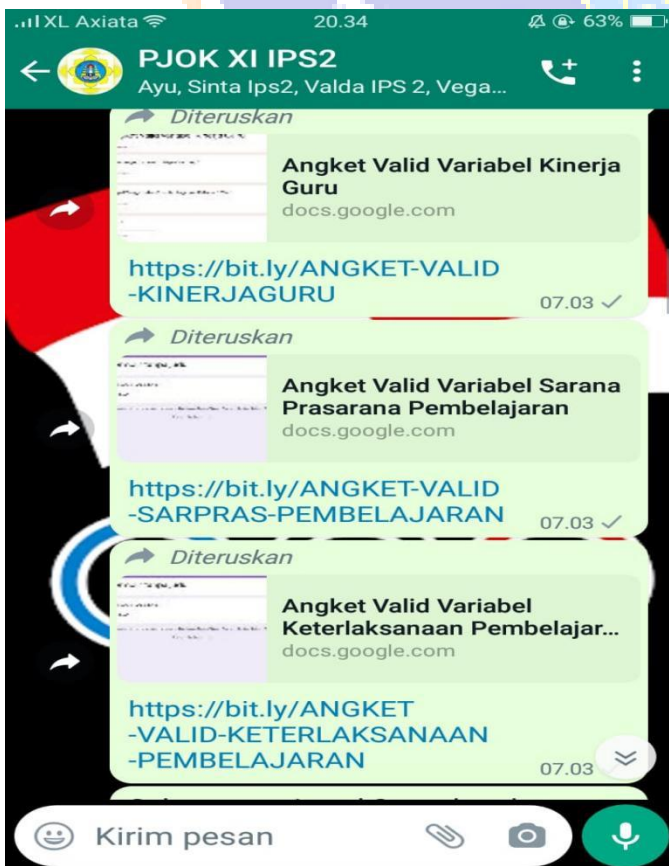 XL Axiata 20.34 63%
PJOK XI IPS2
Ayu, Sinta Ips2, Valda IPS 2, Vega...
Diteruskan
Angket Valid Variabel Kinerja
Guru
docs.google.com
https://bit.ly/ANGKET-VALID
-KINERJAGURU
07.03
Diteruskan
Angket Valid Variabel Sarana
Prasarana Pembelajaran
docs.google.com
https://bit.ly/ANGKET-VALID
-SARPRAS-PEMBELAJARAN
07.03
Diteruskan
Angket Valid Variabel
Keterlaksanaan Pembelajar...
docs.google.com
https://bit.ly/ANGKET
-VALID-KETERLAKSANAAN
-PEMBELAJARAN
07.03
Kirim pesan